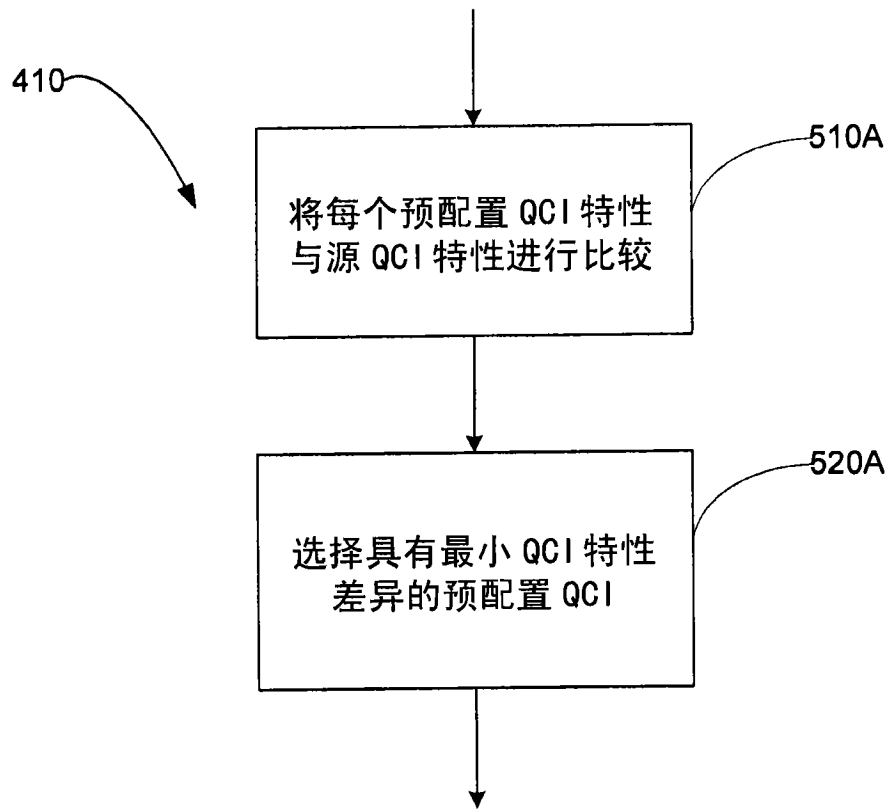 410
510A
将每个预配置 QCI 特性
与源 QCI 特性进行比较
520A
选择具有最小 QCI 特性
差异的预配置 QCI